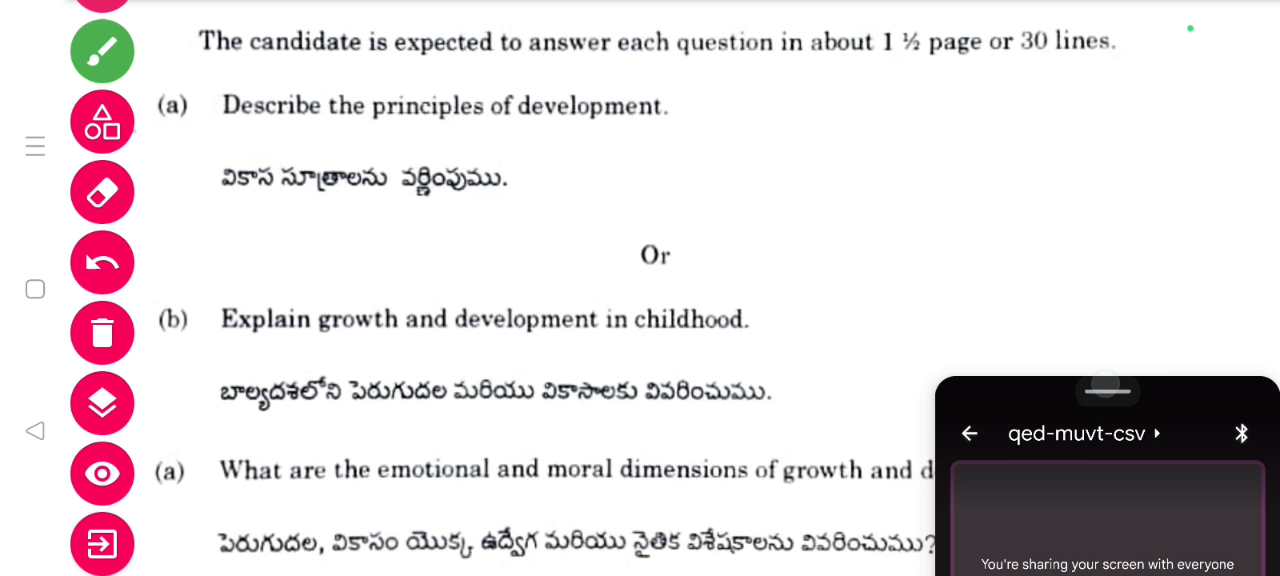 The candidate is expected to answer each question in about 1 ½ page or 30 lines.
(a) Describe the principles of development.
వికాస సూత్రాలను వర్ణింపుము.
Or
(b) Explain growth and development in childhood.
బాల్యదశలోని పెరుగుదల మరియు వికాసాలకు వివరించుము.
(a) What are the emotional and moral dimensions of growth and d
పెరుగుదల, వికాసం యొక్క ఉద్వేగ మరియు నైతిక విశేషకాలను వివరించుము?
qed-muvt-csv
You're sharing your screen with everyone